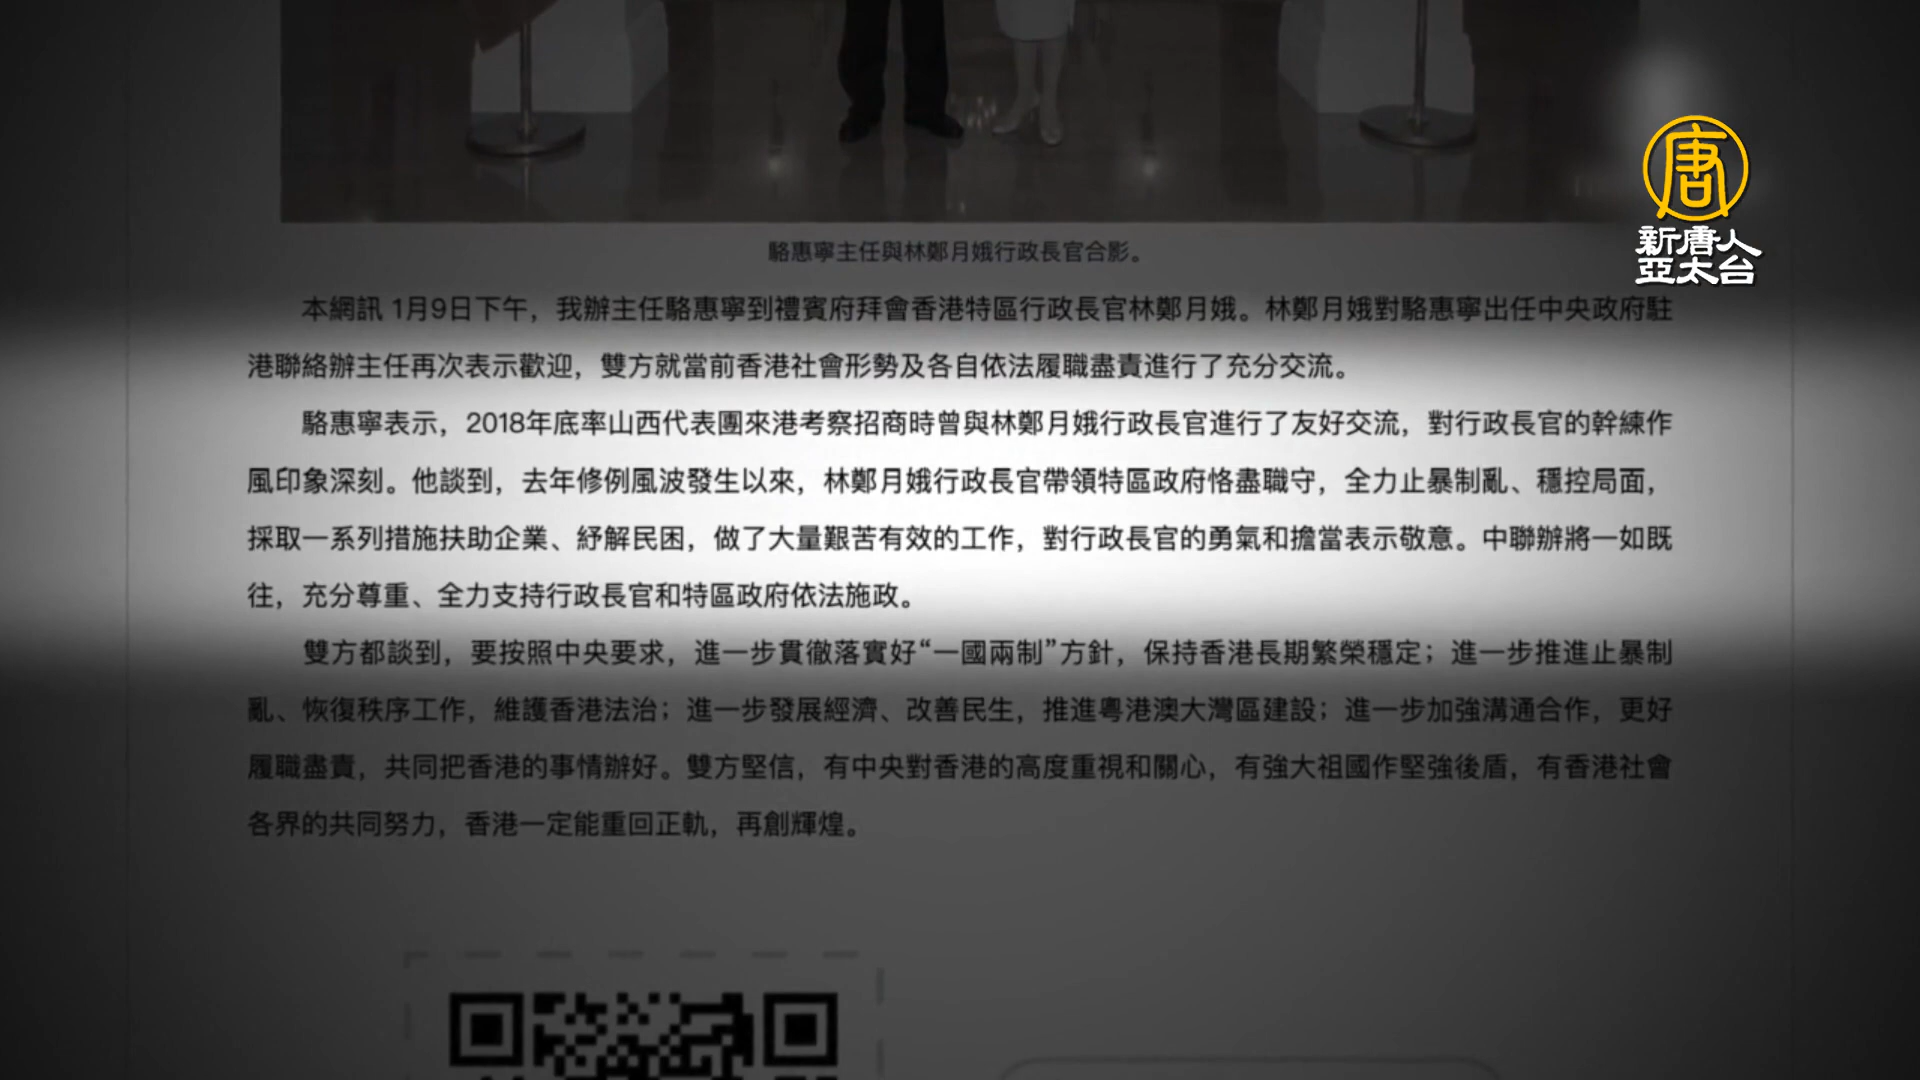 唐
新唐人
亞太台
駱惠寧主任與林鄭月娥行政長官合影。
本網訊 1月9日下午，我辦主任駱惠寧到禮賓府拜會香港特區行政長官林鄭月娥。林鄭月娥對駱惠寧出任中央政府駐
港聯絡辦主任再次表示歡迎，雙方就當前香港社會形勢及各自依法履職盡責進行了充分交流。
駱惠寧表示，2018年底率山西代表團來港考察招商時曾與林鄭月娥行政長官進行了友好交流，對行政長官的幹練作
風印象深刻。他談到，去年修例風波發生以來，林鄭月娥行政長官帶領特區政府恪盡職守，全力止暴制亂、穩控局面，
採取一系列措施扶助企業、紓解民困，做了大量艱苦有效的工作，對行政長官的勇氣和擔當表示敬意。中聯辦將一如既
往，充分尊重、全力支持行政長官和特區政府依法施政。
雙方都談到，要按照中央要求，進一步貫徹落實好“一國兩制”方針，保持香港長期繁榮穩定；進一步推進止暴制
亂、恢復秩序工作，維護香港法治；進一步發展經濟、改善民生，推進粵港澳大灣區建設；進一步加強溝通合作，更好
履職盡責，共同把香港的事情辦好。雙方堅信，有中央對香港的高度重視和關心，有強大祖國作堅強後盾，有香港社會
各界的共同努力，香港一定能重回正軌，再創輝煌。